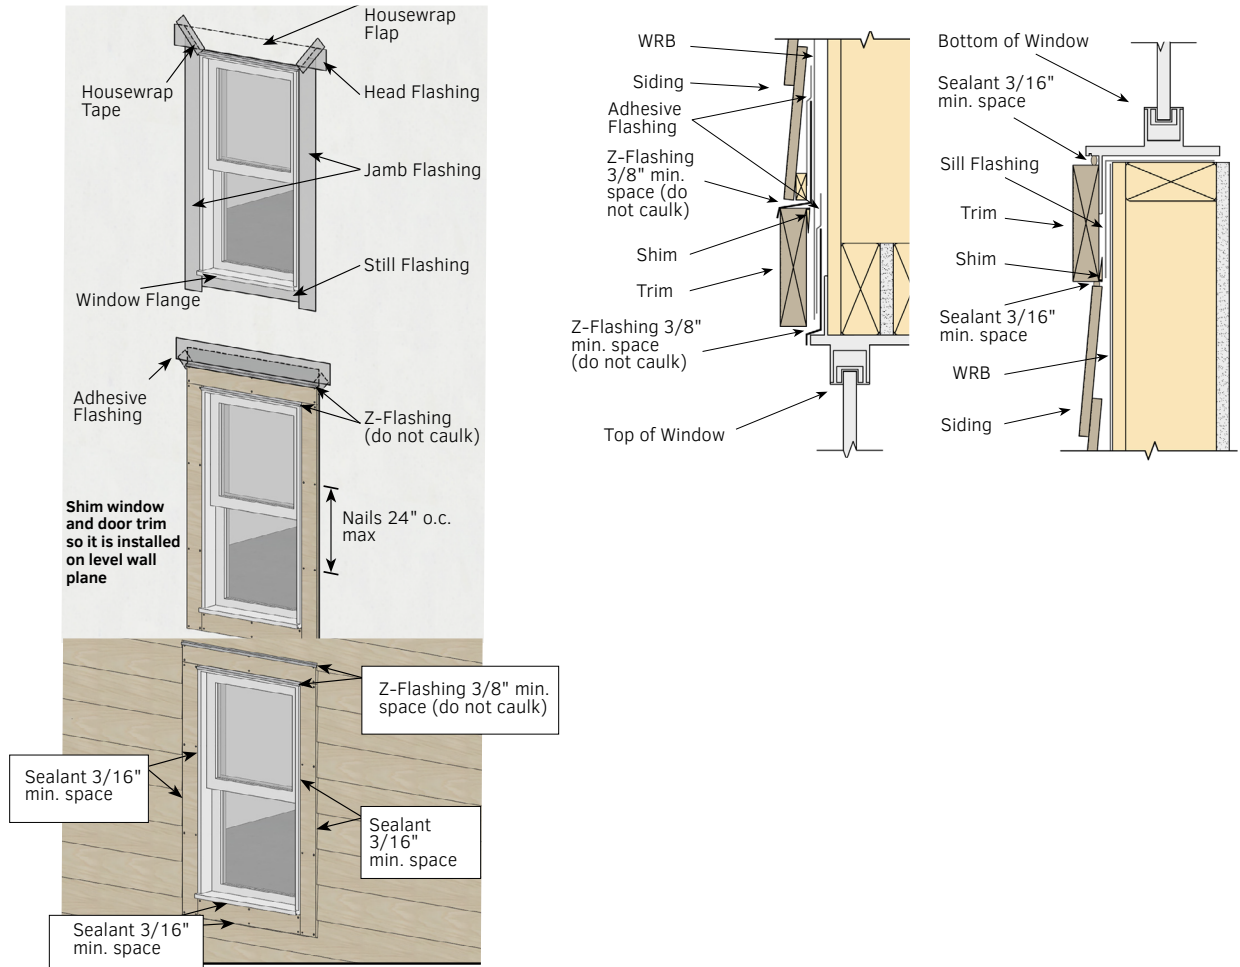 Housewrap
Flap
Housewrap
Tape
Head Flashing
Jamb Flashing
Still Flashing
Window Flange
Adhesive
Flashing
Z-Flashing
(do not caulk)
Shim window
and door trim
so it is installed
on level wall
plane
Nails 24" o.c.
max
Z-Flashing 3/8" min.
space (do not caulk)
Sealant 3/16"
min. space
Sealant
3/16"
min. space
Sealant 3/16"
min. space
WRB
Siding
Adhesive
Flashing
Z-Flashing
3/8" min.
space (do
not caulk)
Shim
Trim
Z-Flashing 3/8"
min. space
(do not caulk)
Top of Window
Bottom of Window
Sealant 3/16"
min. space
Sill Flashing
Trim
Shim
Sealant 3/16"
min. space
WRB
Siding